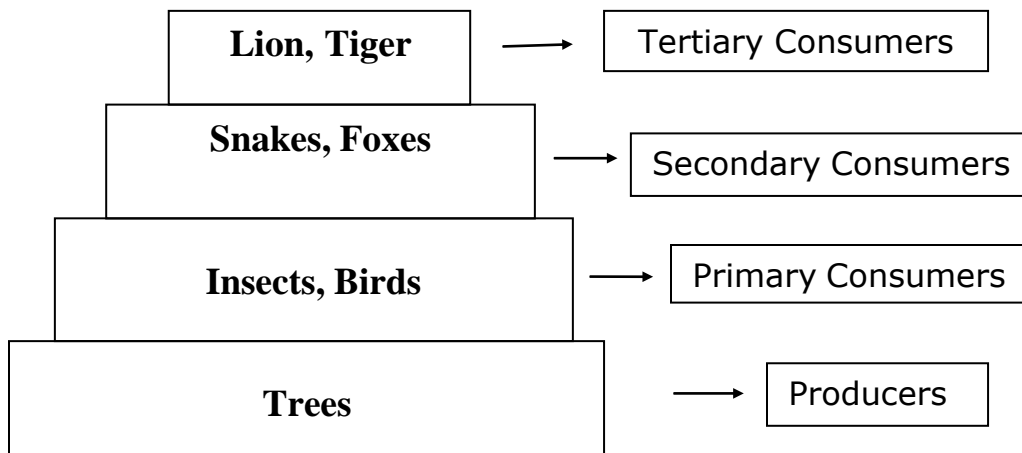 Lion, Tiger
Tertiary Consumers
Snakes, Foxes
Secondary Consumers
Insects, Birds
Primary Consumers
Trees
Producers